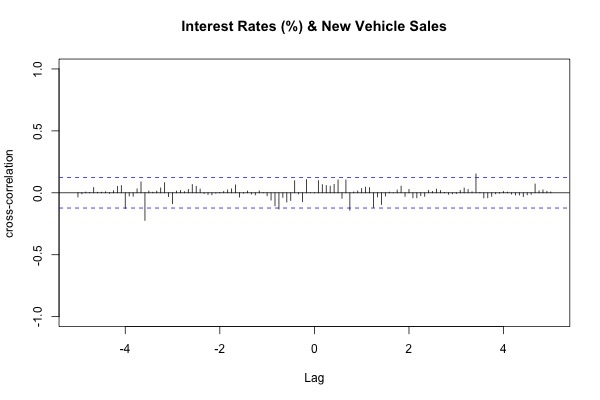 Interest Rates (%) & New Vehicle Sales
cross-correlation
1.0
0.5
0.0
-0.5
-1.0
-4 -2 0 2 4
Lag